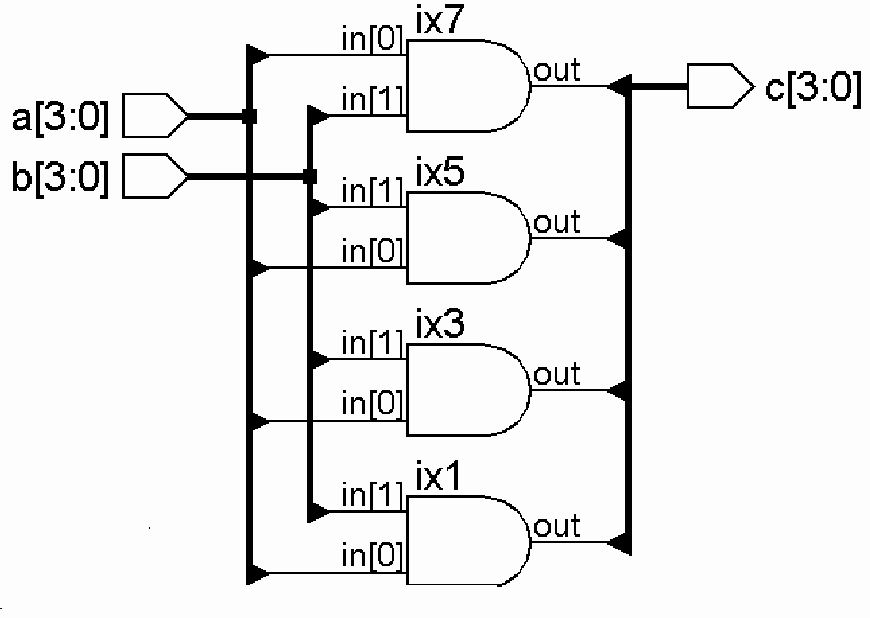 ix7
in[0]
out
in[1]
a[3:0]
c[3:0]
b[3:0]
ix5
in[1]
out
in[0]
ix3
in[1]
out
in[0]
ix1
in[1]
out
in[0]